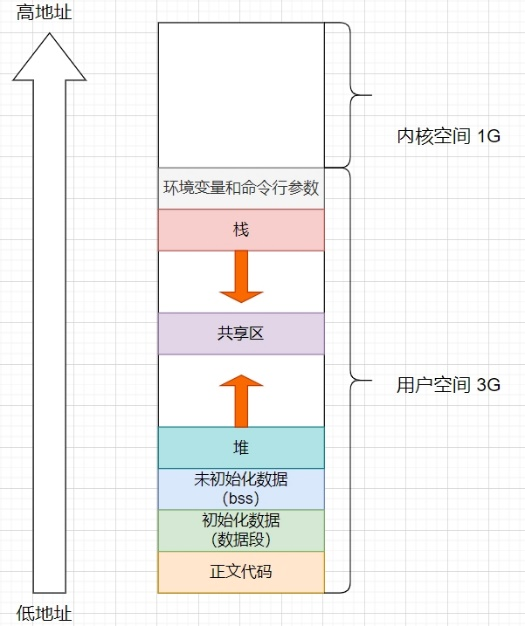 高地址
内核空间 1G
环境变量和命令行参数
栈
共享区
用户空间 3G
堆
未初始化数据
（bss）
初始化数据
（数据段）
正文代码
低地址